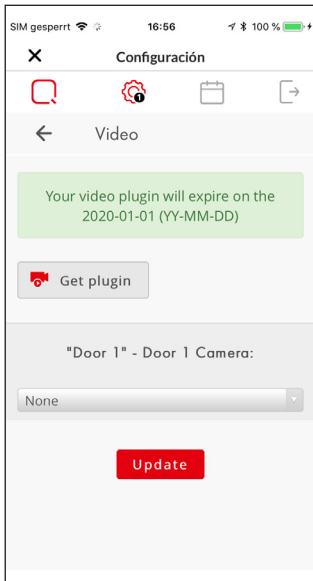 SIM gesperrt 16:56 100 %
Configuración
1
Video
Your video plugin will expire on the
2020-01-01 (YY-MM-DD)
Get plugin
"Door 1" - Door 1 Camera:
None
Update